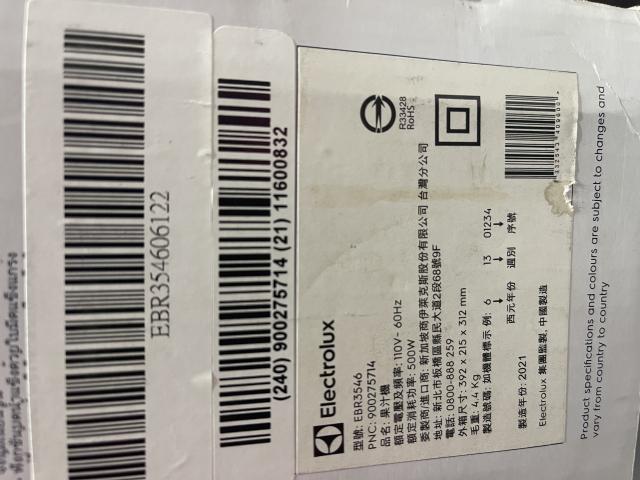 EBR354606122
(240) 900275714 (21) 11600832
Electrolux
型號: EBR3546
PNC: 900275714
品名: 果汁機
額定電壓及頻率: 110V- 60Hz
額定消耗功率: 500W
委製商/進口商: 新加坡商伊萊克斯股份有限公司 台灣分公司
地址: 新北市板橋區縣民大道2段68號9F
電話: 0800-888 259
外箱尺寸: 392 x 215 x 312 mm
毛重: 4.4 Kg
製造號碼: 如機體標示 例: 6 13 01234
西元年份 週別 序號
製造年份: 2021
Electrolux 集團監製, 中國製造
R33428
RoHS
Product specifications and colours are subject to changes and
vary from country to country